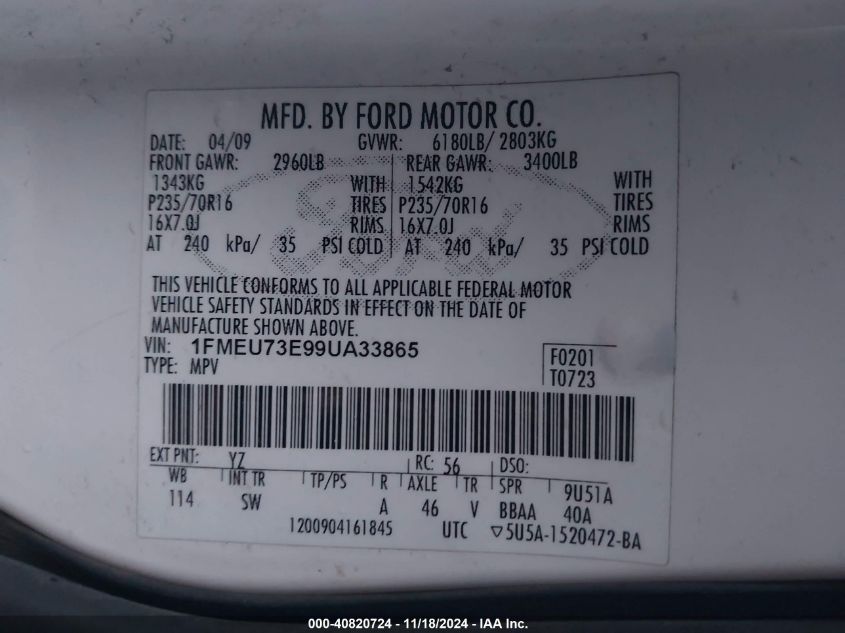 MFD. BY FORD MOTOR CO.
DATE: 04/09 GVWR: 6180LB/ 2803KG
FRONT GAWR: 2960LB REAR GAWR: 3400LB
1343KG WITH 1542KG WITH
P235/70R16 TIRES P235/70R16 TIRES
16X7.0J RIMS 16X7.0J RIMS
AT 240 kPa/ 35 PSI COLD AT 240 kPa/ 35 PSI COLD
Ford
THIS VEHICLE CONFORMS TO ALL APPLICABLE FEDERAL MOTOR
VEHICLE SAFETY STANDARDS IN EFFECT ON THE DATE OF
MANUFACTURE SHOWN ABOVE.
VIN: 1FMEU73E99UA33865 F0201
TYPE: MPV T0723
EXT PNT: YZ RC: 56 DSO:
WB INT TR TP/PS R AXLE TR SPR 9U51A
114 SW A 46 V BBAA 40A
1200904161845 UTC ▽5U5A-1520472-BA
000-40820724 - 11/18/2024 - IAA Inc.